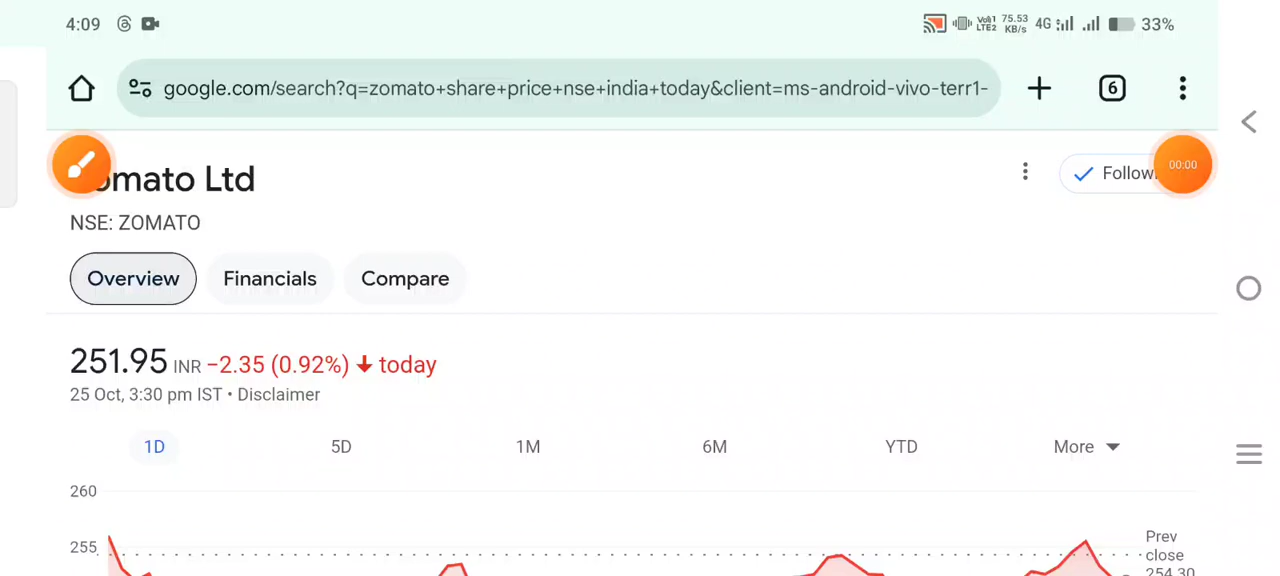 4:09 Vo1 LTE2 75.53 KB/s 4G 33%
google.com/search?q=zomato+share+price+nse+india+today&client=ms-android-vivo-terr1-
6
omato Ltd
Follow
00:00
NSE: ZOMATO
Overview Financials Compare
251.95 INR −2.35 (0.92%) today
25 Oct, 3:30 pm IST • Disclaimer
1D 5D 1M 6M YTD More
260
255
Prev
close
254.30